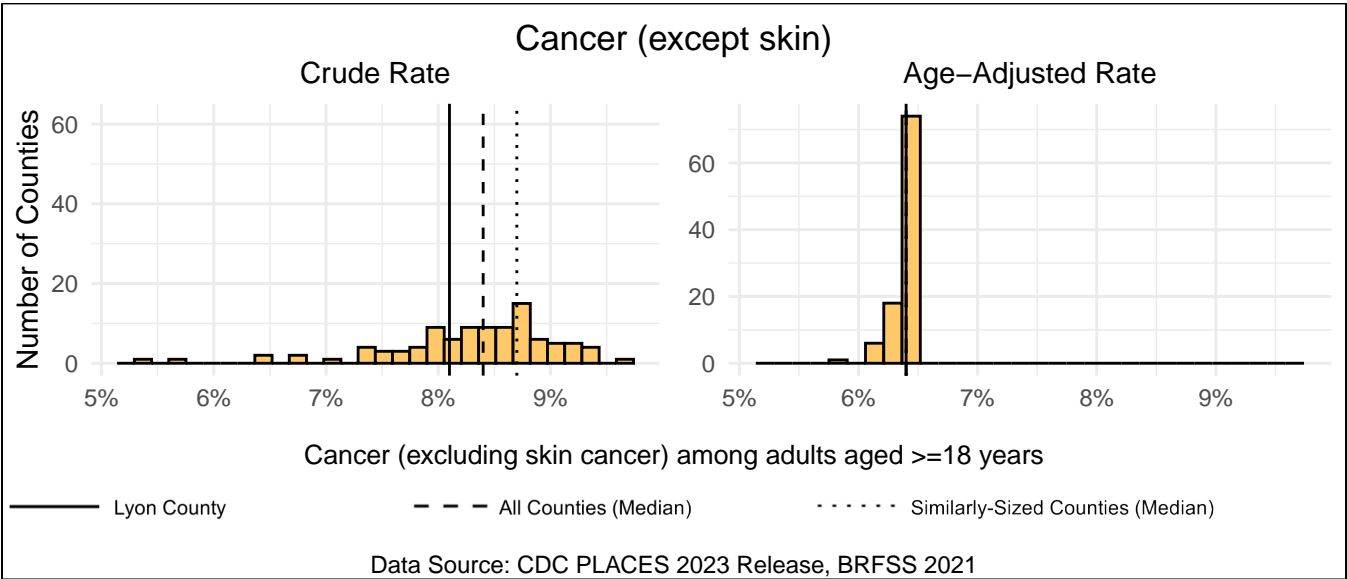 Cancer (except skin)
Crude Rate
Age−Adjusted Rate
Number of Counties
60
40
20
0
5%
6%
7%
8%
9%
60
40
20
0
5%
6%
7%
8%
9%
Cancer (excluding skin cancer) among adults aged >=18 years
Lyon County
All Counties (Median)
Similarly-Sized Counties (Median)
Data Source: CDC PLACES 2023 Release, BRFSS 2021